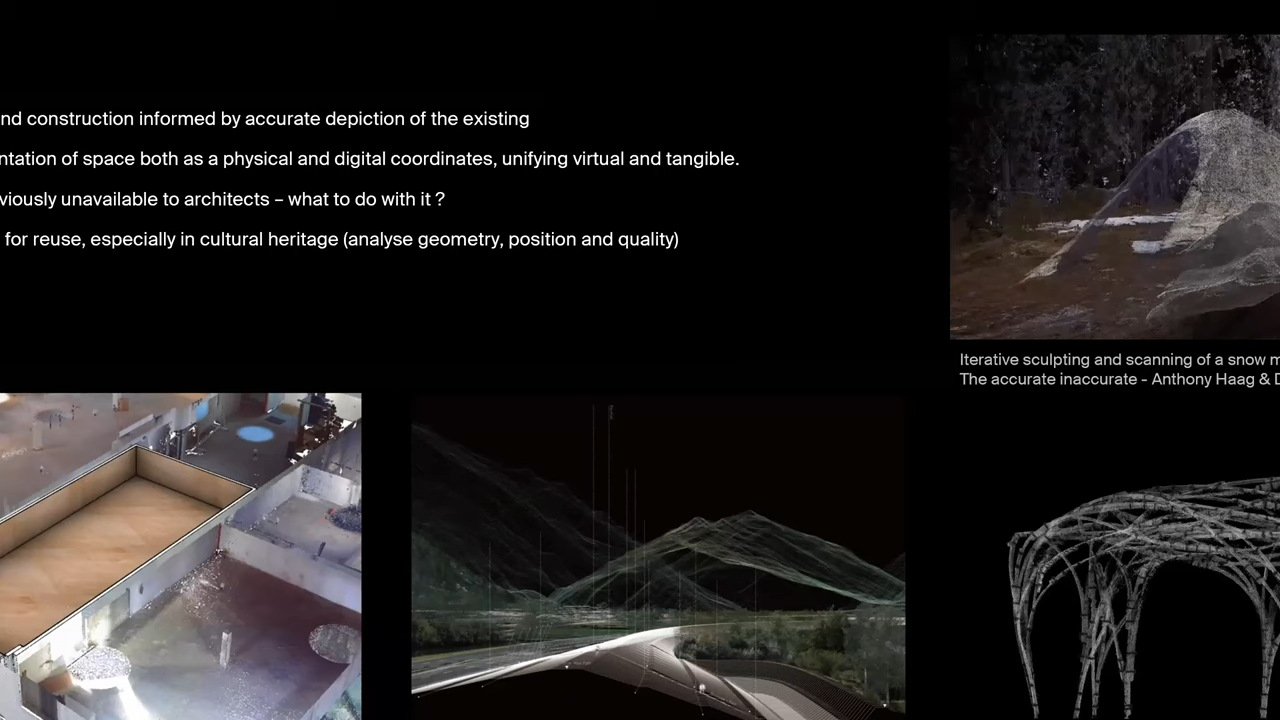 nd construction informed by accurate depiction of the existing
ntation of space both as a physical and digital coordinates, unifying virtual and tangible.
viously unavailable to architects – what to do with it ?
for reuse, especially in cultural heritage (analyse geometry, position and quality)
Iterative sculpting and scanning of a snow m
The accurate inaccurate - Anthony Haag & D